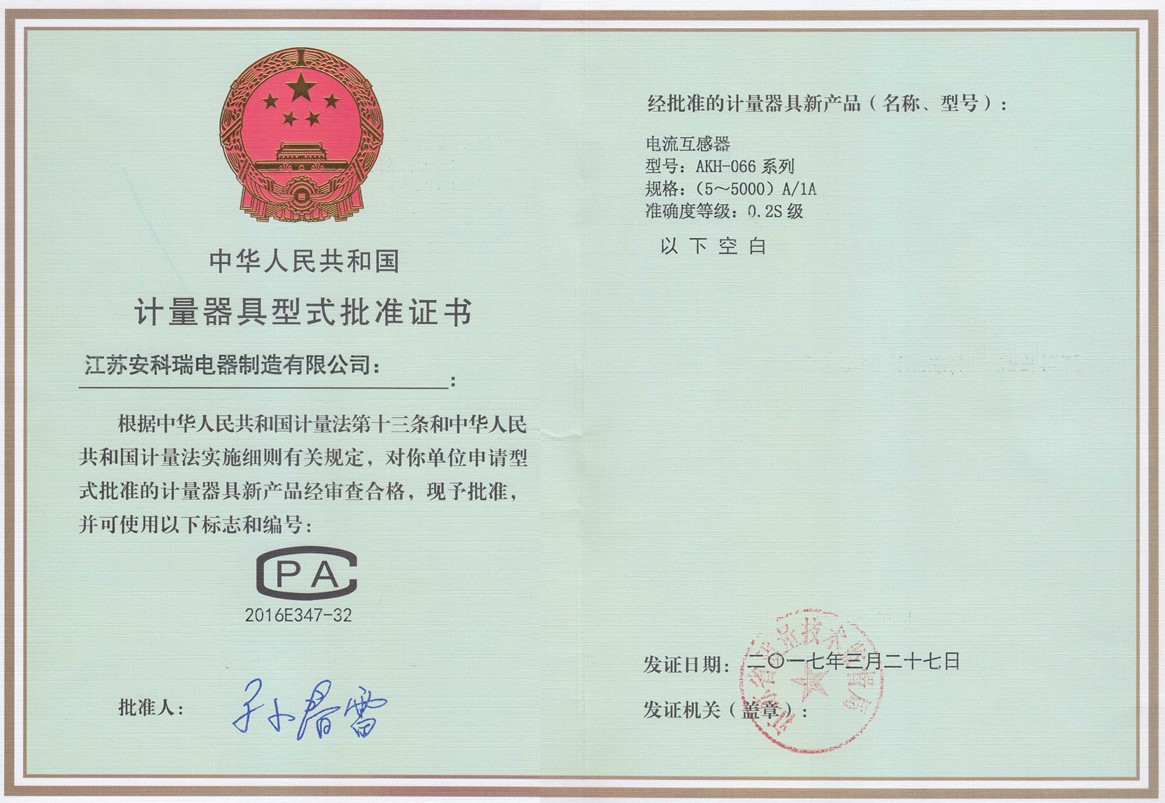 中华人民共和国
计量器具型式批准证书
江苏安科瑞电器制造有限公司：
：
根据中华人民共和国计量法第十三条和中华人民
共和国计量法实施细则有关规定，对你单位申请型
式批准的计量器具新产品经审查合格，现予批准，
并可使用以下标志和编号：
CPA
2016E347-32
批准人：
经批准的计量器具新产品（名称、型号）：
电流互感器
型号：AKH-066 系列
规格：（5～5000）A/1A
准确度等级：0.2S 级
以下空白
发证日期：二〇一七年三月二十七日
发证机关（盖章）：